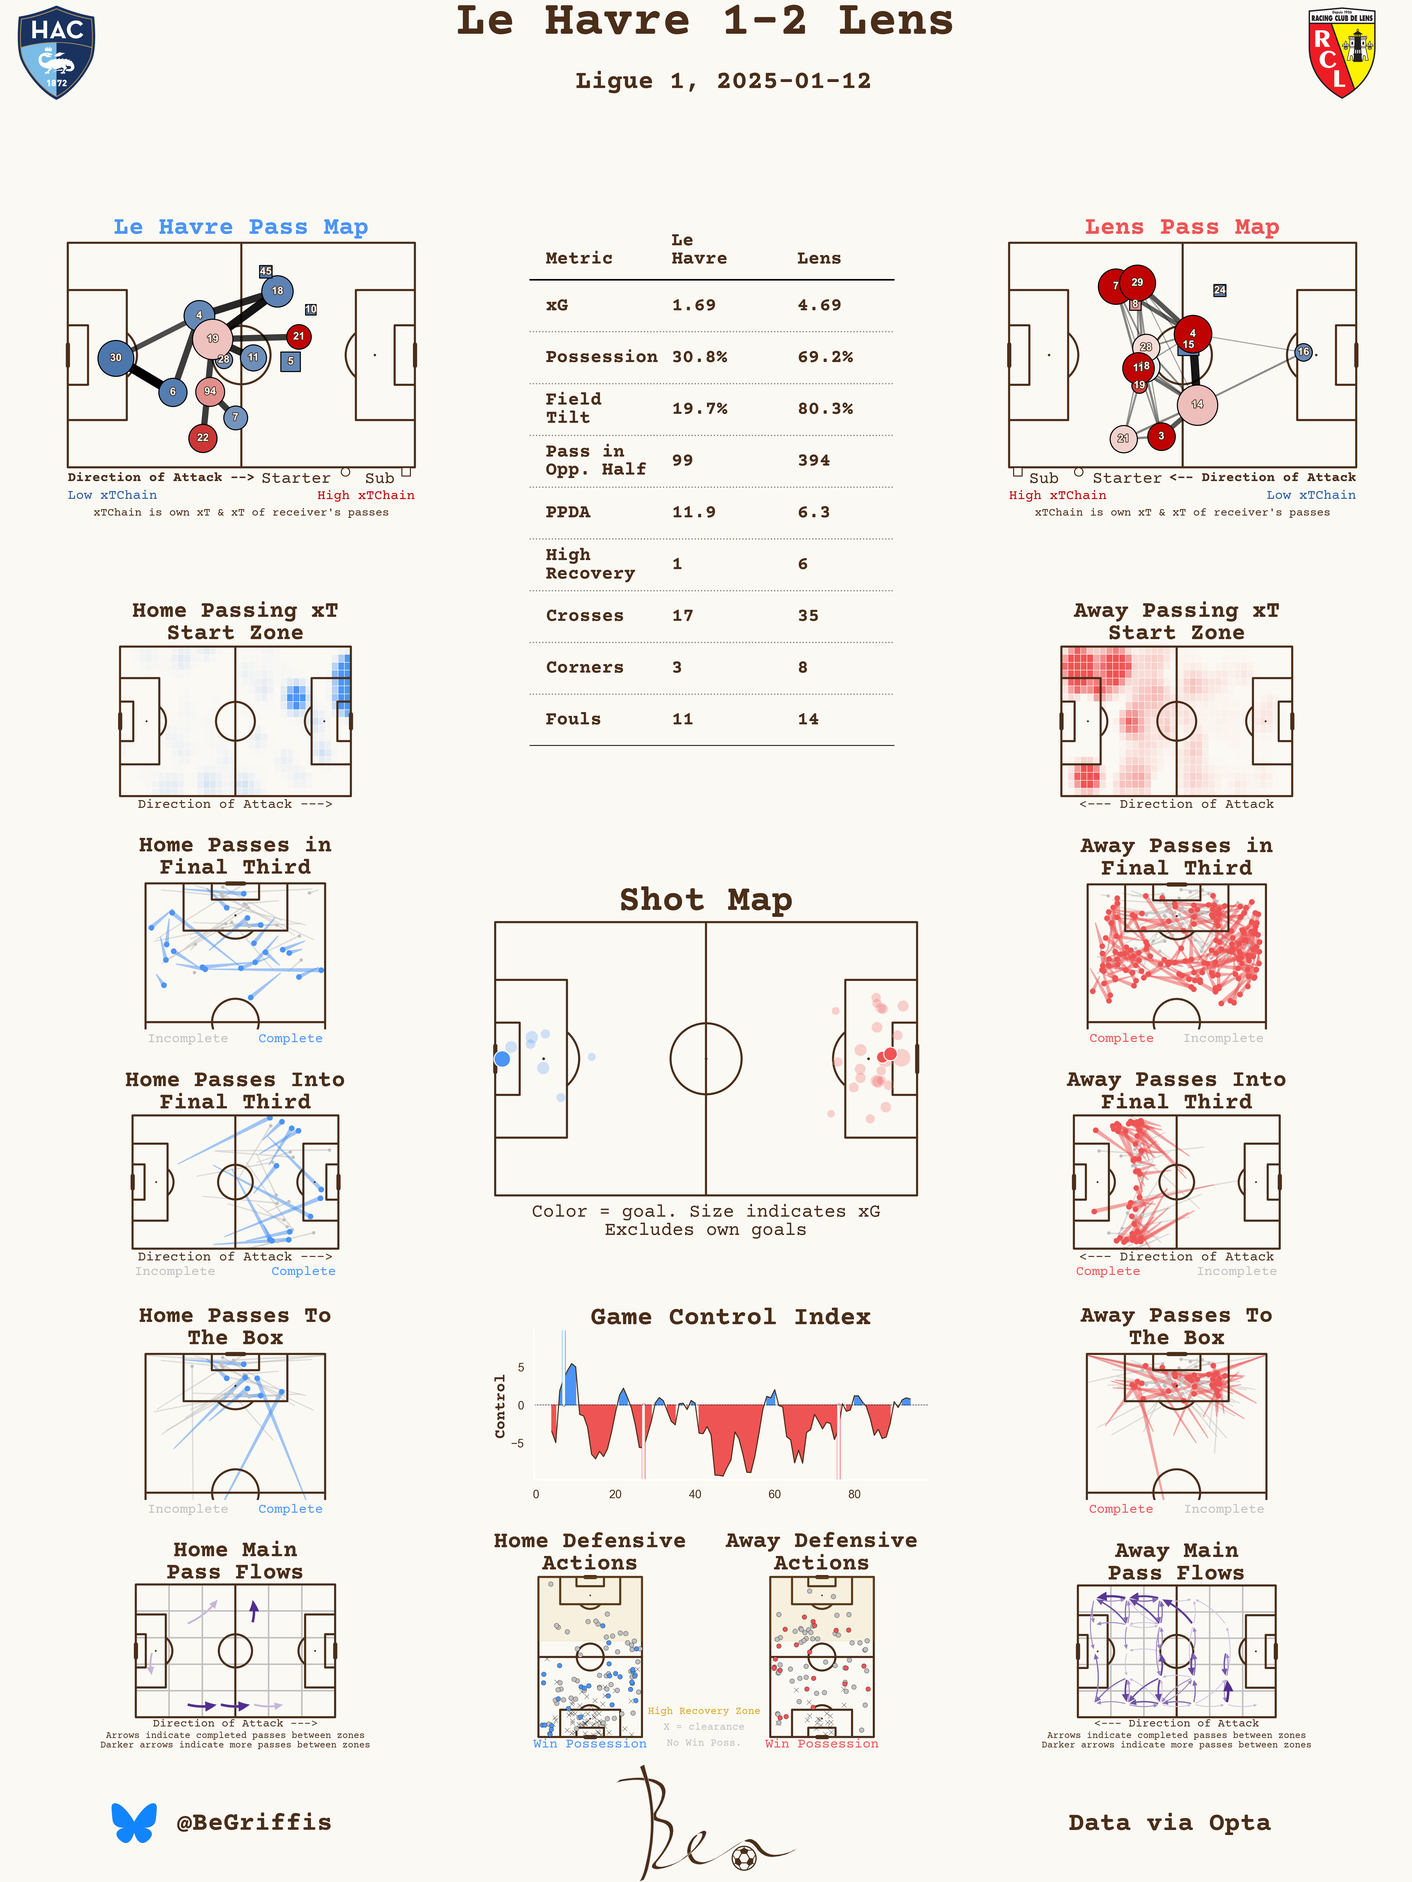 Le Havre 1-2 Lens
Ligue 1, 2025-01-12
HAC
1872
RACING CLUB DE LENS
R
C
L
Le Havre Pass Map
45
18
10
4
19
21
30
28
11
5
6
94
7
22
Direction of Attack --> Starter Sub
Low xTChain High xTChain
xTChain is own xT & xT of receiver's passes
Metric Le Havre Lens
xG 1.69 4.69
Possession 30.8% 69.2%
Field Tilt 19.7% 80.3%
Pass in Opp. Half 99 394
PPDA 11.9 6.3
High Recovery 1 6
Crosses 17 35
Corners 3 8
Fouls 11 14
Lens Pass Map
7
29
24
8
4
15
28
16
11
18
19
14
21
3
Sub Starter <-- Direction of Attack
High xTChain Low xTChain
xTChain is own xT & xT of receiver's passes
Home Passing xT
Start Zone
Direction of Attack --->
Away Passing xT
Start Zone
<--- Direction of Attack
Home Passes in
Final Third
Incomplete Complete
Away Passes in
Final Third
Complete Incomplete
Shot Map
Color = goal. Size indicates xG
Excludes own goals
Home Passes Into
Final Third
Direction of Attack --->
Incomplete Complete
Away Passes Into
Final Third
<--- Direction of Attack
Complete Incomplete
Home Passes To
The Box
Incomplete Complete
Game Control Index
Control
5
0
−5
0 20 40 60 80
Away Passes To
The Box
Complete Incomplete
Home Main
Pass Flows
Direction of Attack --->
Arrows indicate completed passes between zones
Darker arrows indicate more passes between zones
Home Defensive
Actions
Win Possession
High Recovery Zone
X = clearance
No Win Poss.
Away Defensive
Actions
Win Possession
Away Main
Pass Flows
<--- Direction of Attack
Arrows indicate completed passes between zones
Darker arrows indicate more passes between zones
@BeGriffis
Ben
Data via Opta